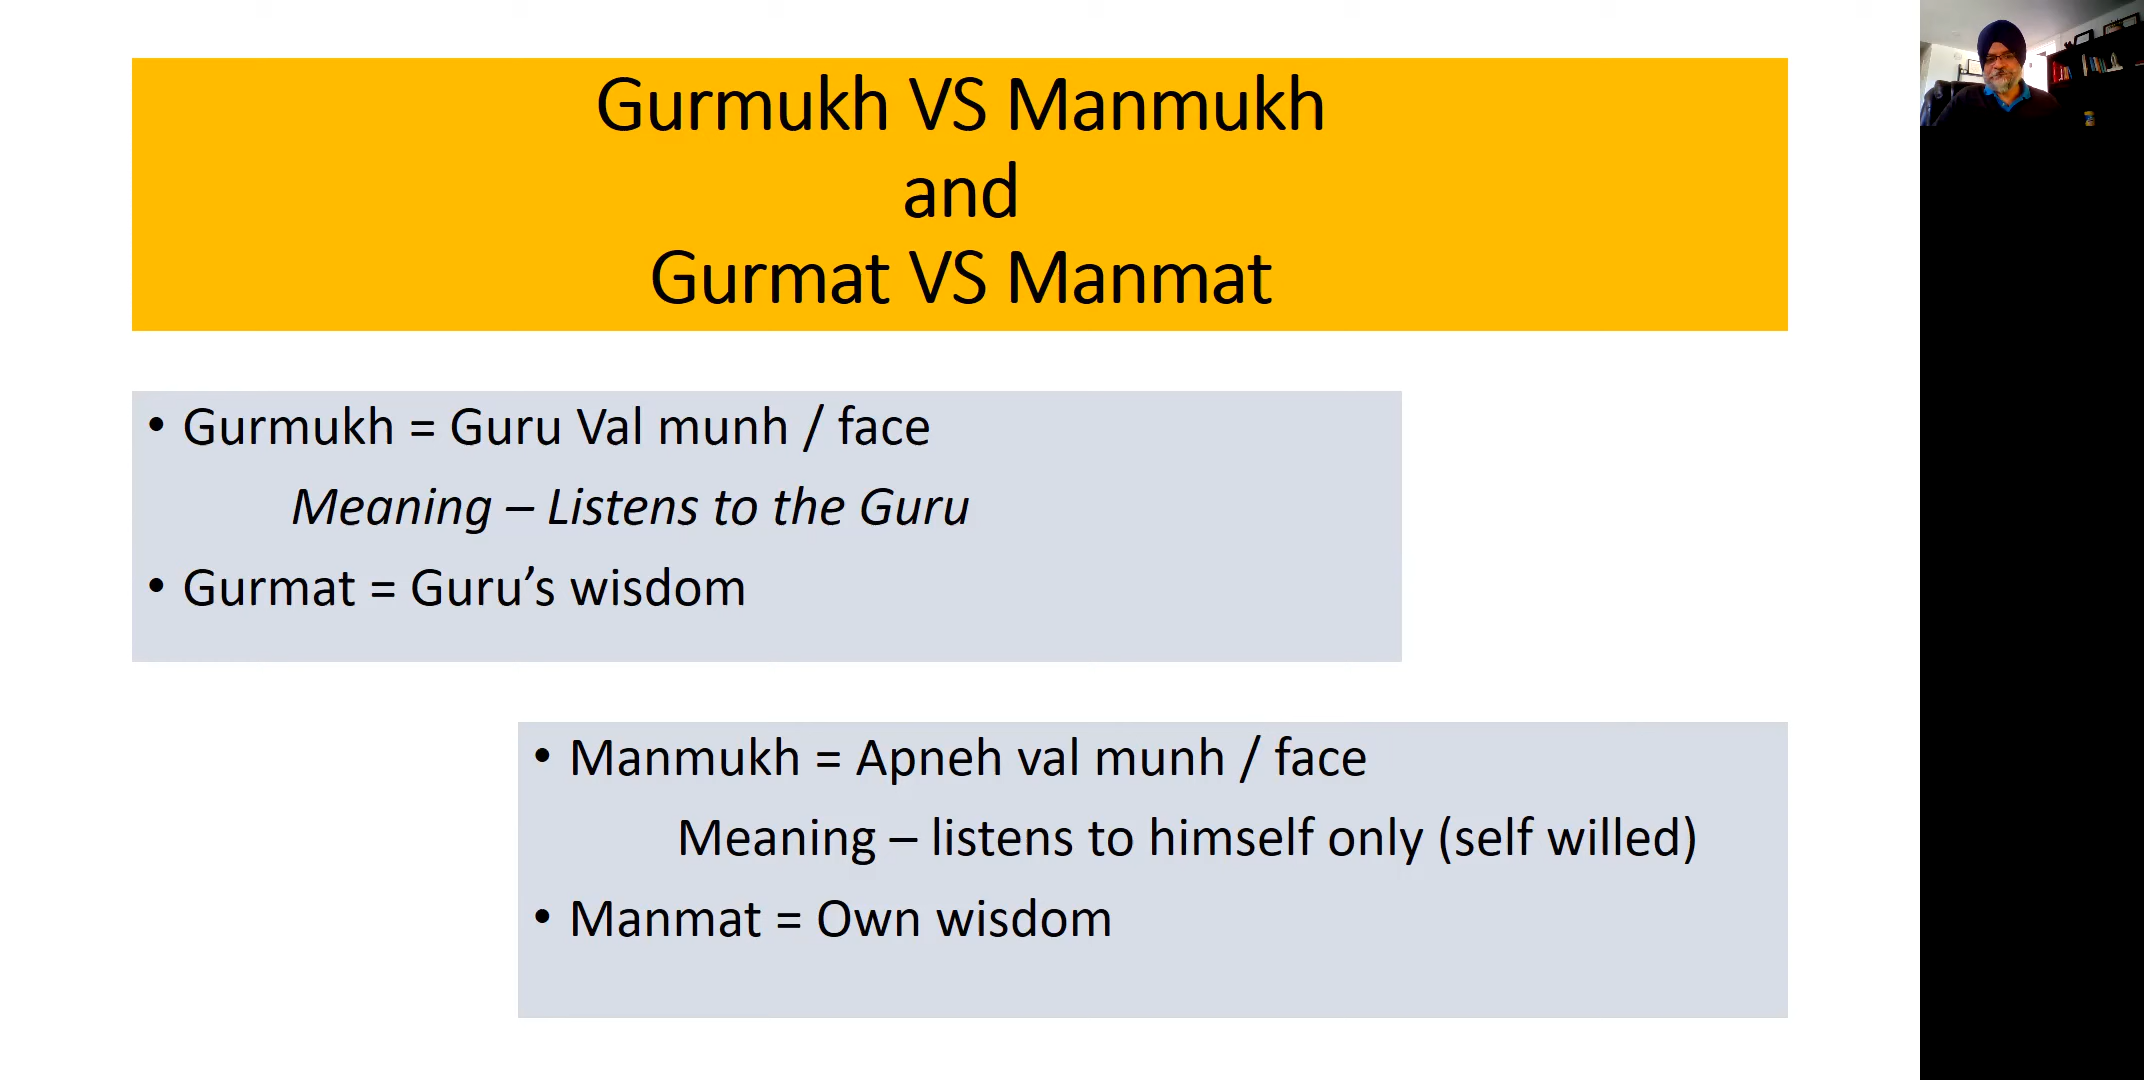 Gurmukh VS Manmukh
and
Gurmat VS Manmat
• Gurmukh = Guru Val munh / face
Meaning – Listens to the Guru
• Gurmat = Guru’s wisdom
• Manmukh = Apneh val munh / face
Meaning – listens to himself only (self willed)
• Manmat = Own wisdom